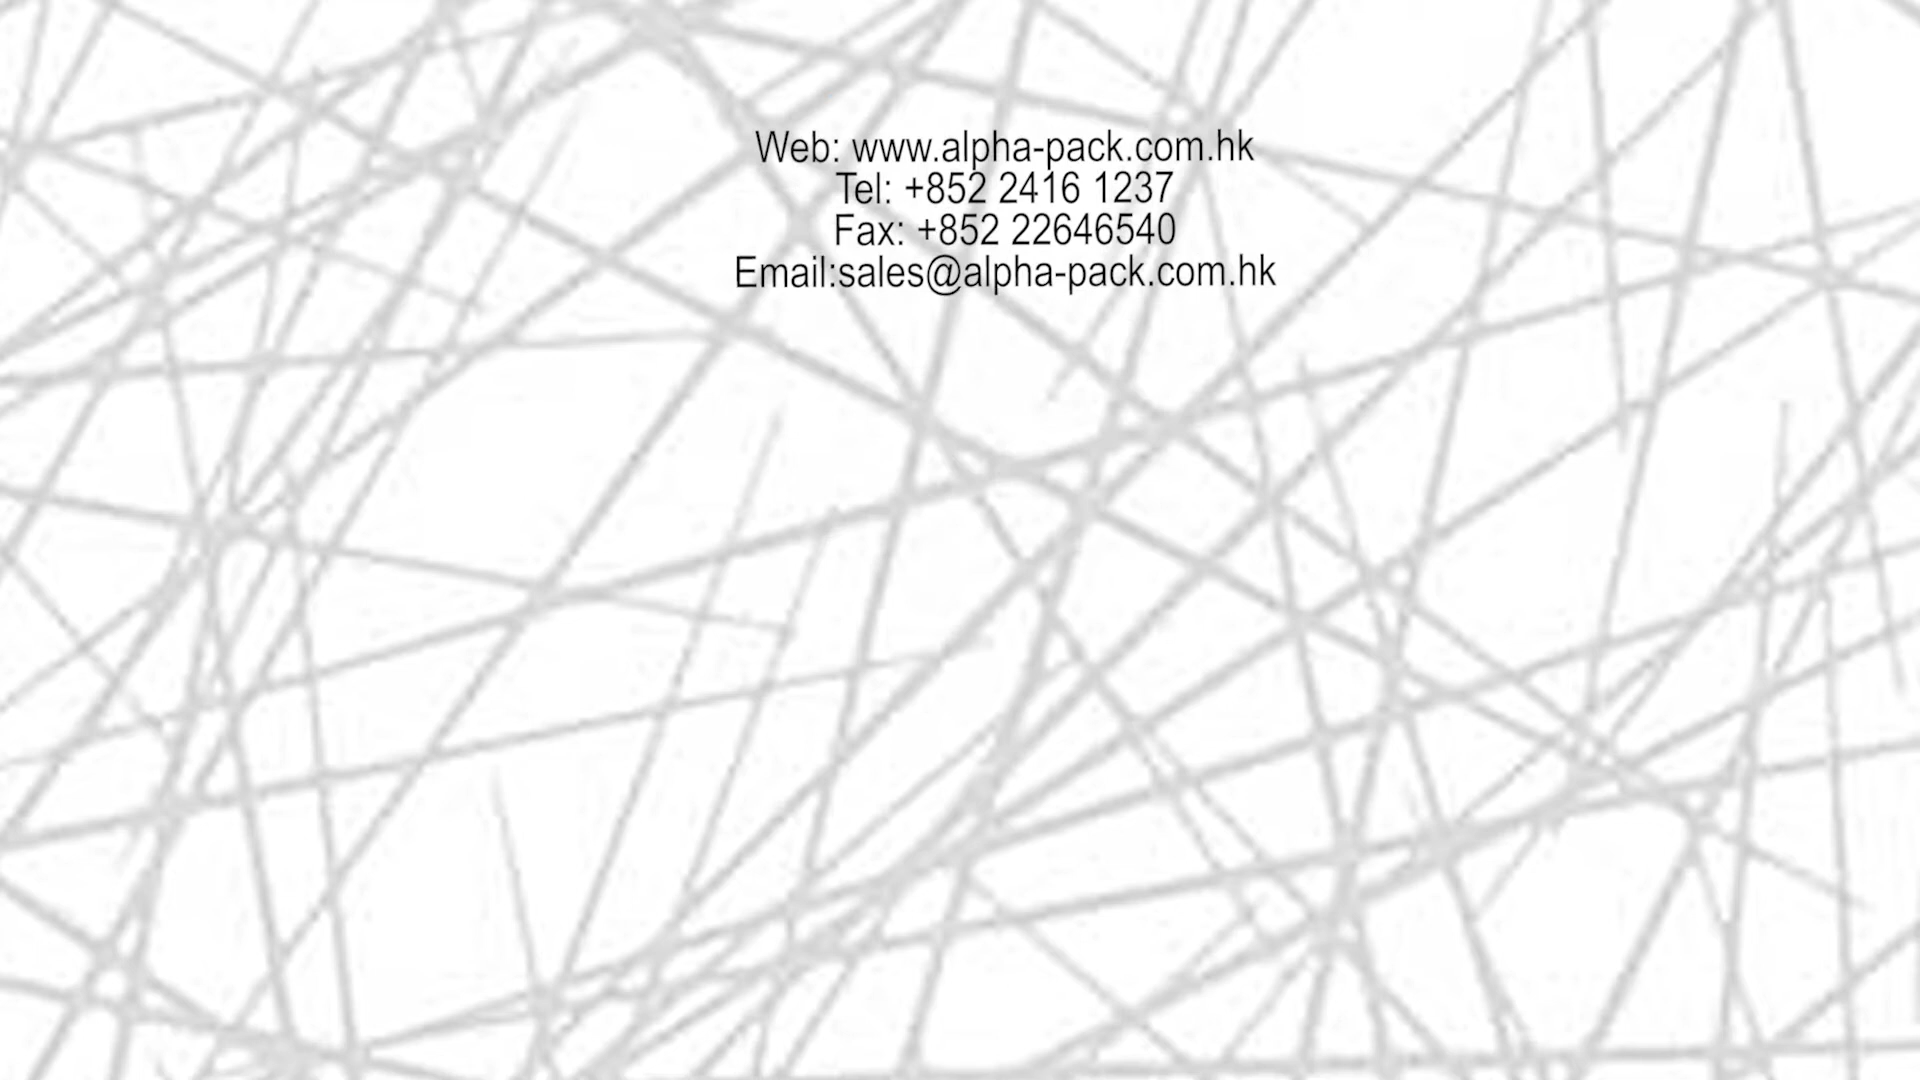 Web: www.alpha-pack.com.hk
Tel: +852 2416 1237
Fax: +852 22646540
Email:sales@alpha-pack.com.hk